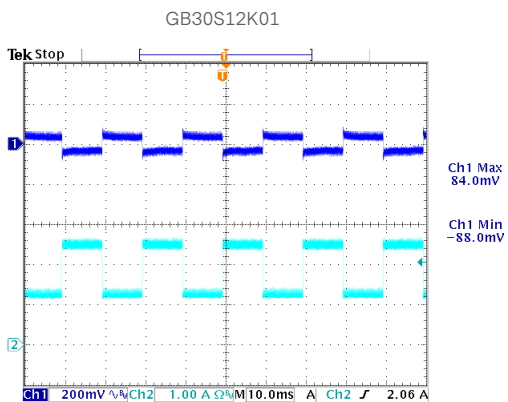 GB30S12K01
Tek Stop
T
T
1
Ch1 Max
84.0mV
Ch1 Min
−88.0mV
2
Ch1 200mV Ch2 1.00 A Ω M 10.0ms A Ch2 2.06 A